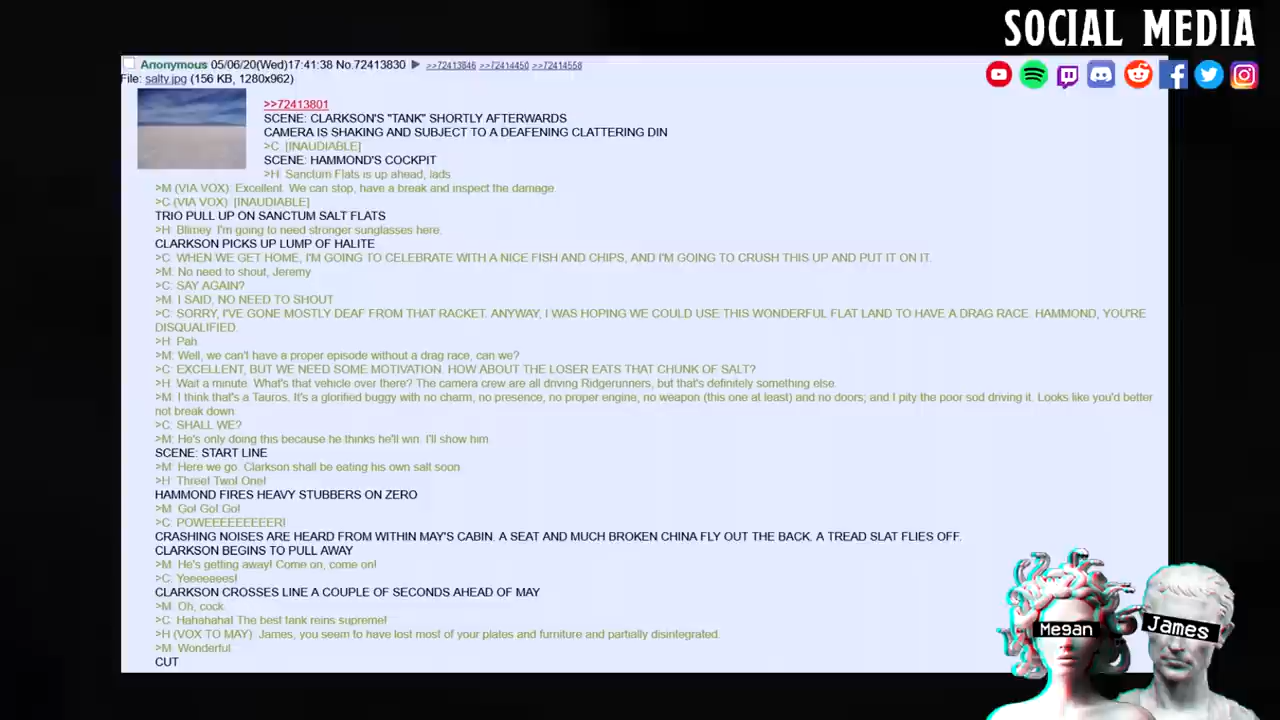 SOCIAL MEDIA
Anonymous 05/06/20(Wed)17:41:38 No.72413830 ▶ >>72413846 >>72414450 >>72414558
File: salty.jpg (156 KB, 1280x962)
>>72413801
SCENE: CLARKSON'S "TANK" SHORTLY AFTERWARDS
CAMERA IS SHAKING AND SUBJECT TO A DEAFENING CLATTERING DIN
>C: [INAUDIABLE]
SCENE: HAMMOND'S COCKPIT
>H: Sanctum Flats is up ahead, lads
>M (VIA VOX): Excellent. We can stop, have a break and inspect the damage.
>C (VIA VOX): [INAUDIABLE]
TRIO PULL UP ON SANCTUM SALT FLATS
>H: Blimey. I'm going to need stronger sunglasses here.
CLARKSON PICKS UP LUMP OF HALITE
>C: WHEN WE GET HOME, I'M GOING TO CELEBRATE WITH A NICE FISH AND CHIPS, AND I'M GOING TO CRUSH THIS UP AND PUT IT ON IT.
>M: No need to shout, Jeremy
>C: SAY AGAIN?
>M: I SAID, NO NEED TO SHOUT
>C: SORRY, I'VE GONE MOSTLY DEAF FROM THAT RACKET. ANYWAY, I WAS HOPING WE COULD USE THIS WONDERFUL FLAT LAND TO HAVE A DRAG RACE. HAMMOND, YOU'RE
DISQUALIFIED.
>H: Pah
>M: Well, we can't have a proper episode without a drag race, can we?
>C: EXCELLENT, BUT WE NEED SOME MOTIVATION. HOW ABOUT THE LOSER EATS THAT CHUNK OF SALT?
>H: Wait a minute. What's that vehicle over there? The camera crew are all driving Ridgerunners, but that's definitely something else.
>M: I think that's a Tauros. It's a glorified buggy with no charm, no presence, no proper engine, no weapon (this one at least) and no doors; and I pity the poor sod driving it. Looks like you'd better
not break down
>C: SHALL WE?
>M: He's only doing this because he thinks he'll win. I'll show him
SCENE: START LINE
>M: Here we go. Clarkson shall be eating his own salt soon
>H: Three! Two! One!
HAMMOND FIRES HEAVY STUBBERS ON ZERO
>M: Go! Go! Go!
>C: POWEEEEEEEEER!
CRASHING NOISES ARE HEARD FROM WITHIN MAY'S CABIN. A SEAT AND MUCH BROKEN CHINA FLY OUT THE BACK. A TREAD SLAT FLIES OFF.
CLARKSON BEGINS TO PULL AWAY
>M: He's getting away! Come on, come on!
>C: Yeeeeeees!
CLARKSON CROSSES LINE A COUPLE OF SECONDS AHEAD OF MAY
>M: Oh, cock
>C: Hahahaha! The best tank reins supreme!
>H (VOX TO MAY): James, you seem to have lost most of your plates and furniture and partially disintegrated.
>M: Wonderful
CUT
Megan
James